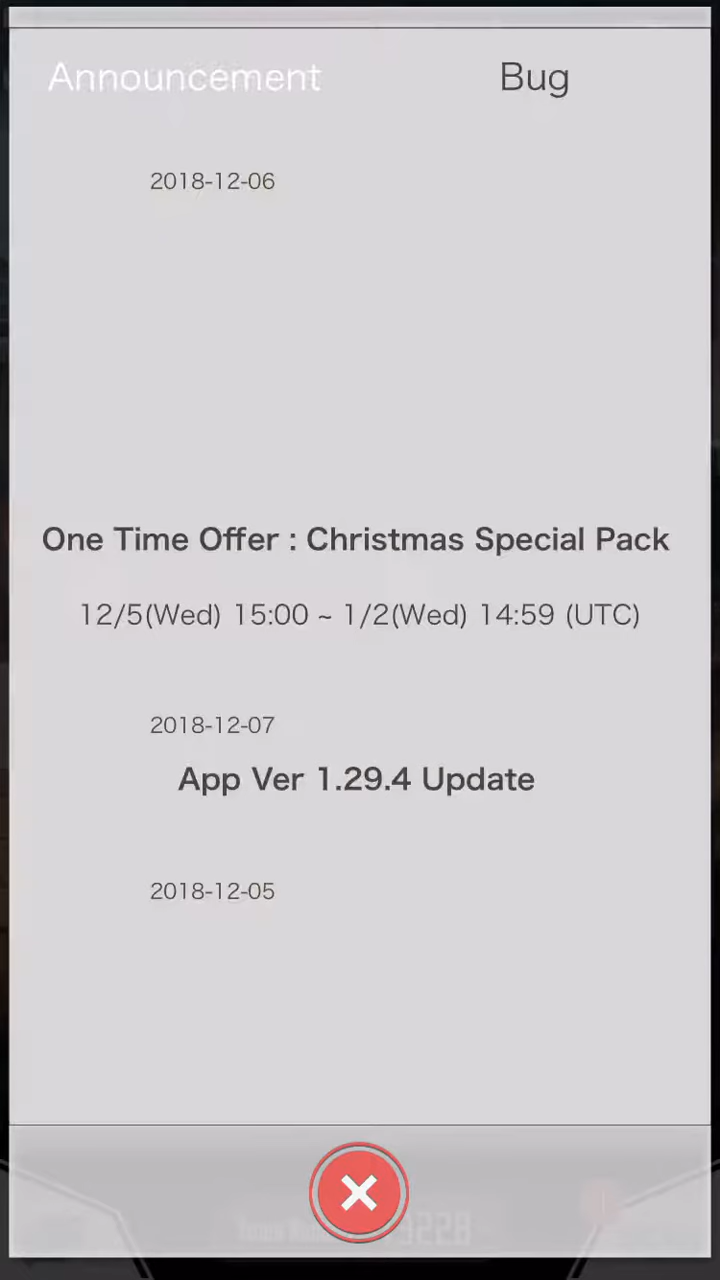 Announcement
Bug
2018-12-06
One Time Offer : Christmas Special Pack
12/5(Wed) 15:00 ~ 1/2(Wed) 14:59 (UTC)
2018-12-07
App Ver 1.29.4 Update
2018-12-05